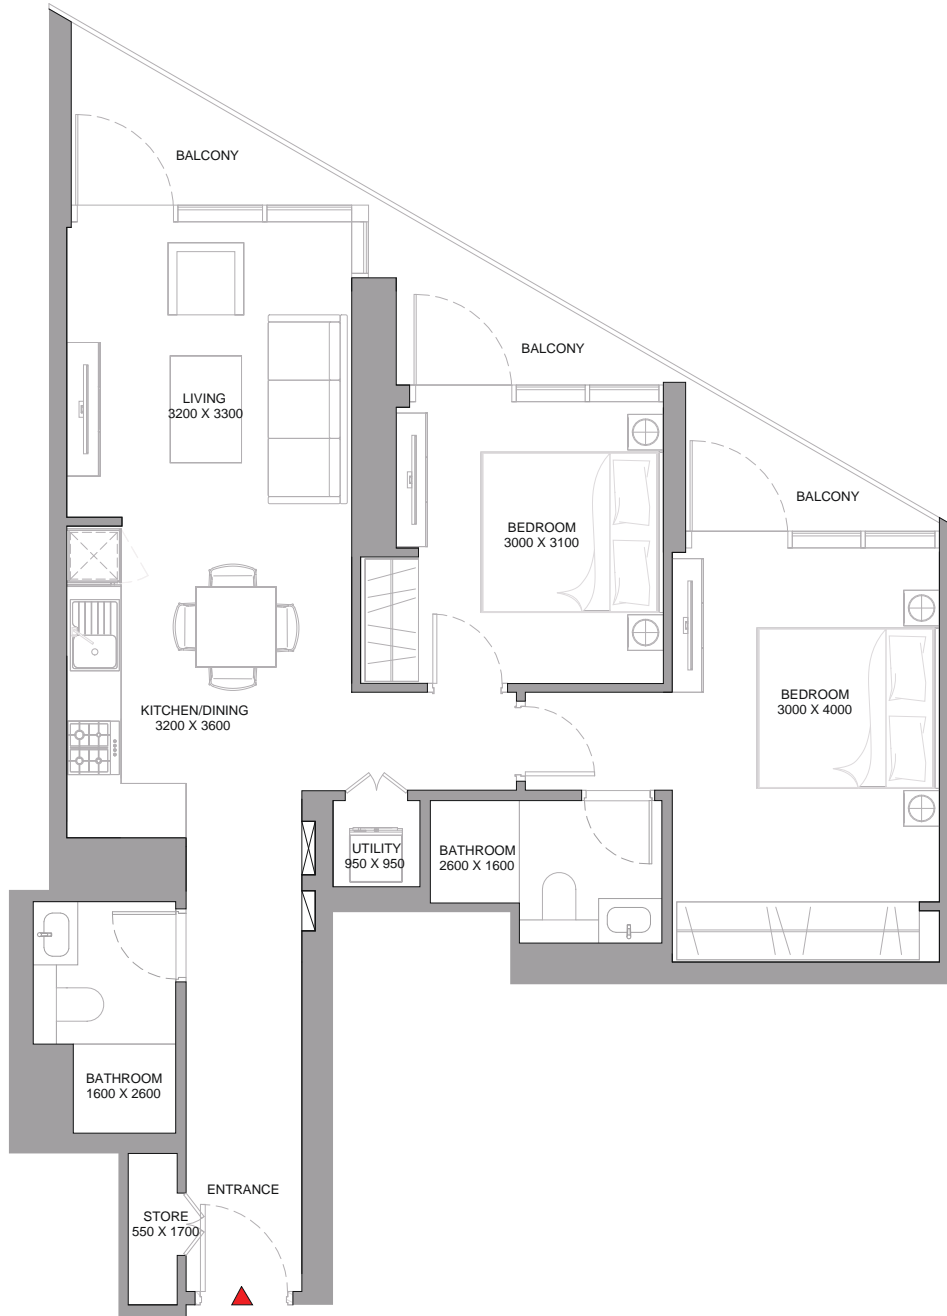 BALCONY
BALCONY
LIVING
3200 X 3300
BALCONY
BEDROOM
3000 X 3100
BEDROOM
3000 X 4000
KITCHEN/DINING
3200 X 3600
UTILITY
950 X 950
BATHROOM
2600 X 1600
BATHROOM
1600 X 2600
ENTRANCE
STORE
550 X 1700